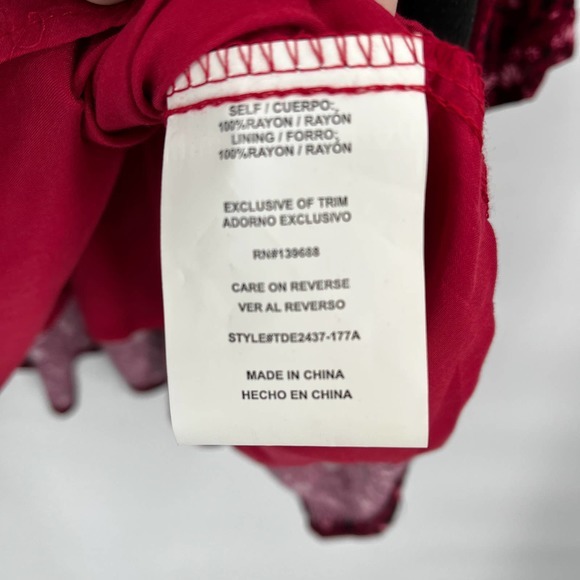 SELF / CUERPO:
100%RAYON / RAYÓN
LINING / FORRO:
100%RAYON / RAYÓN
EXCLUSIVE OF TRIM
ADORNO EXCLUSIVO
RN#139688
CARE ON REVERSE
VER AL REVERSO
STYLE#TDE2437-177A
MADE IN CHINA
HECHO EN CHINA